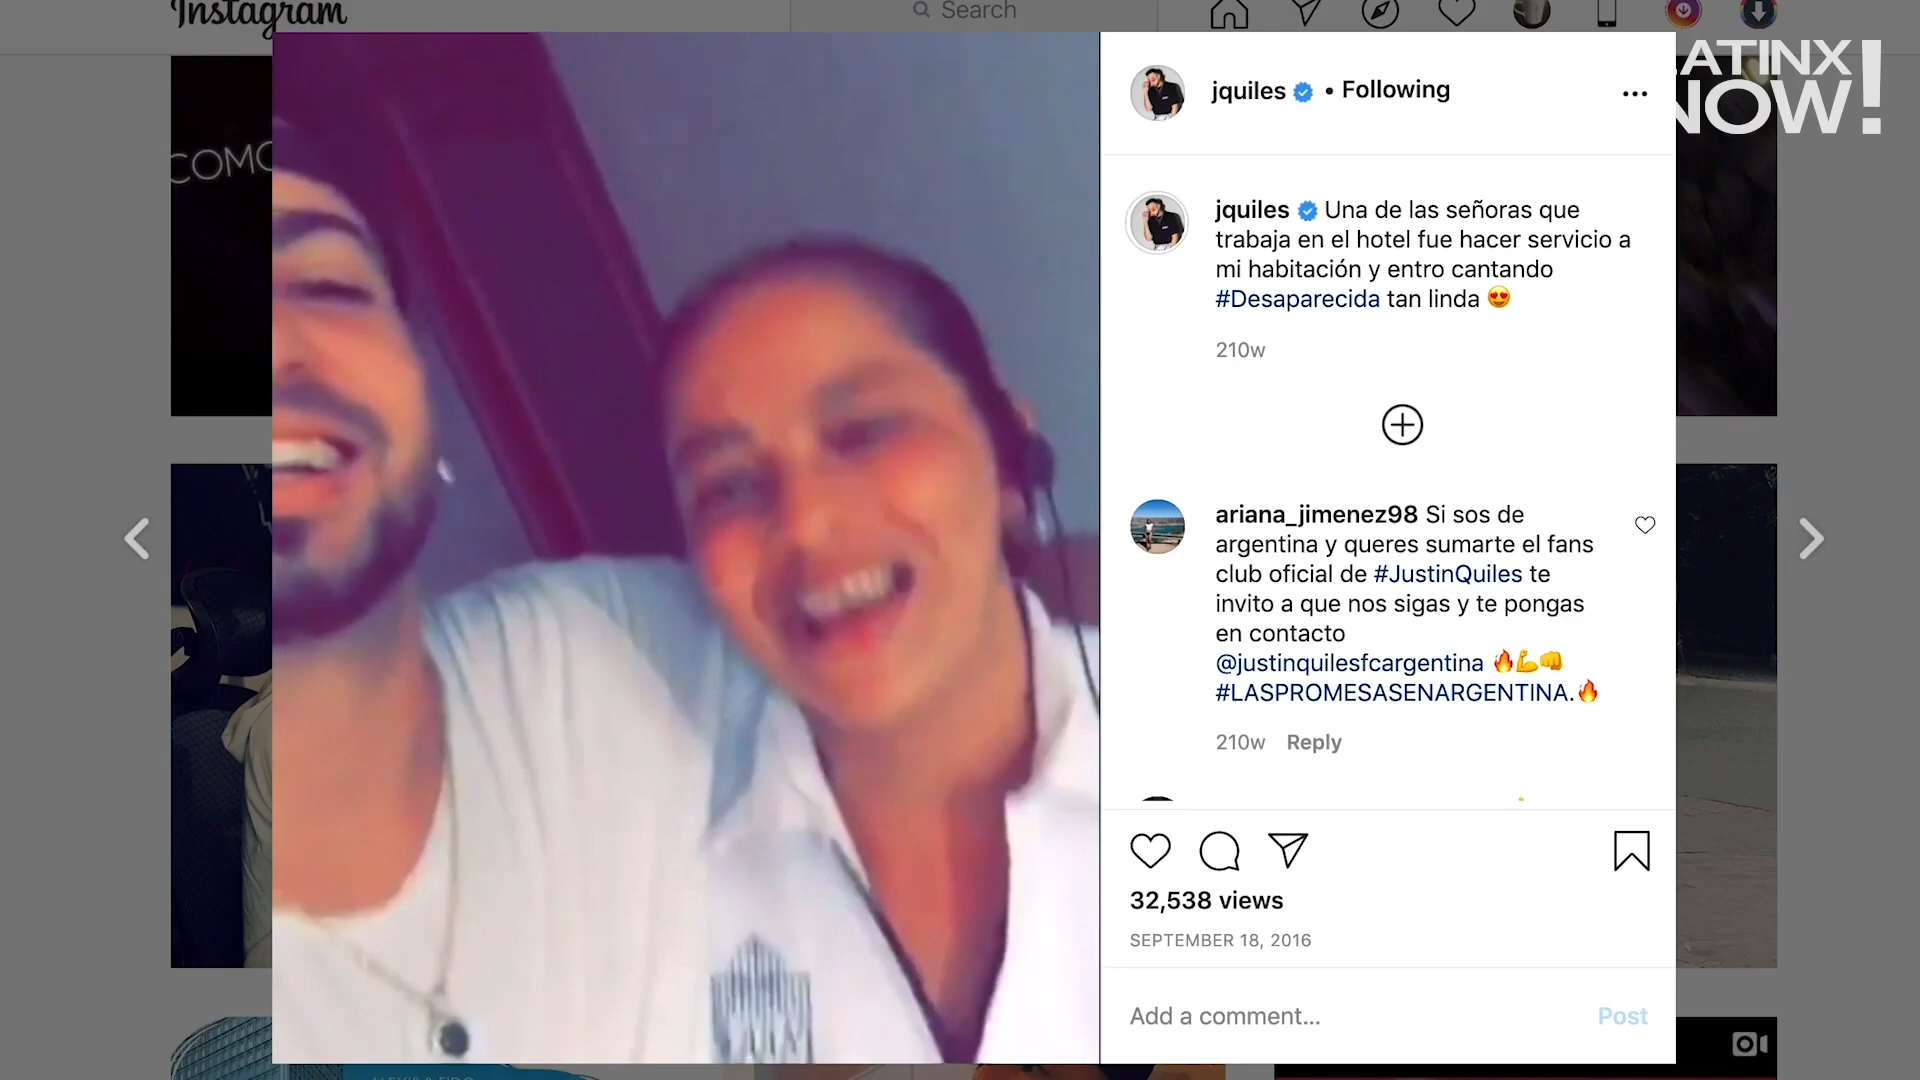 Instagram
Search
LATINX
NOW!
COMO
jquiles • Following
jquiles Una de las señoras que
trabaja en el hotel fue hacer servicio a
mi habitación y entro cantando
#Desaparecida tan linda 😍
210w
ariana_jimenez98 Si sos de
argentina y queres sumarte el fans
club oficial de #JustinQuiles te
invito a que nos sigas y te pongas
en contacto
@justinquilesfcargentina 🔥💪👊
#LASPROMESASENARGENTINA.🔥
210w Reply
32,538 views
SEPTEMBER 18, 2016
Add a comment... Post